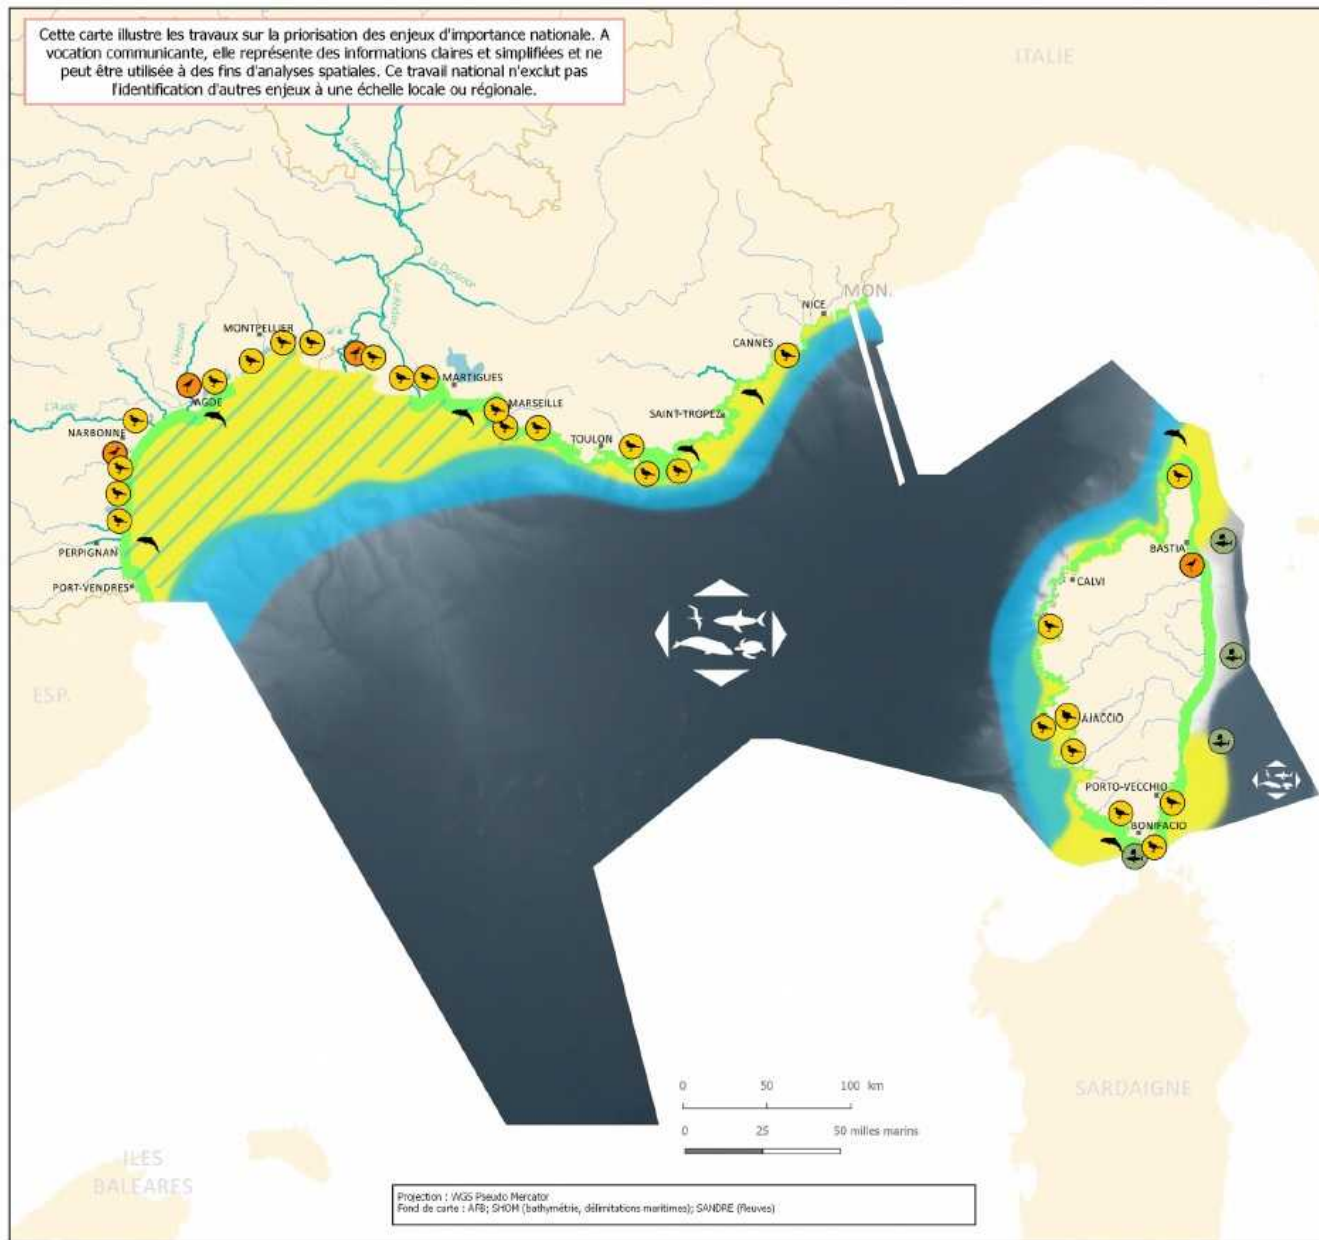 Cette carte illustre les travaux sur la priorisation des enjeux d'importance nationale. A
vocation communicante, elle représente des informations claires et simplifiées et ne
peut être utilisée à des fins d'analyses spatiales. Ce travail national n'exclut pas
l'identification d'autres enjeux à une échelle locale ou régionale.
ITALIE
L'Ardèche
La Durance
Le Rhône
L'Hérault
L'Aude
MON.
NICE
MONTPELLIER
CANNES
MARTIGUES
AGDE
MARSEILLE
SAINT-TROPEZ
NARBONNE
TOULON
PERPIGNAN
BASTIA
PORT-VENDRES
CALVI
ESP.
AJACCIO
PORTO-VECCHIO
BONIFACIO
0 50 100 km
0 25 50 milles marins
SARDAIGNE
ILES
BALEARES
Projection : WGS Pseudo Mercator
Fond de carte : AFB; SHOM (bathymétrie, délimitations maritimes); SANDRE (fleuves)